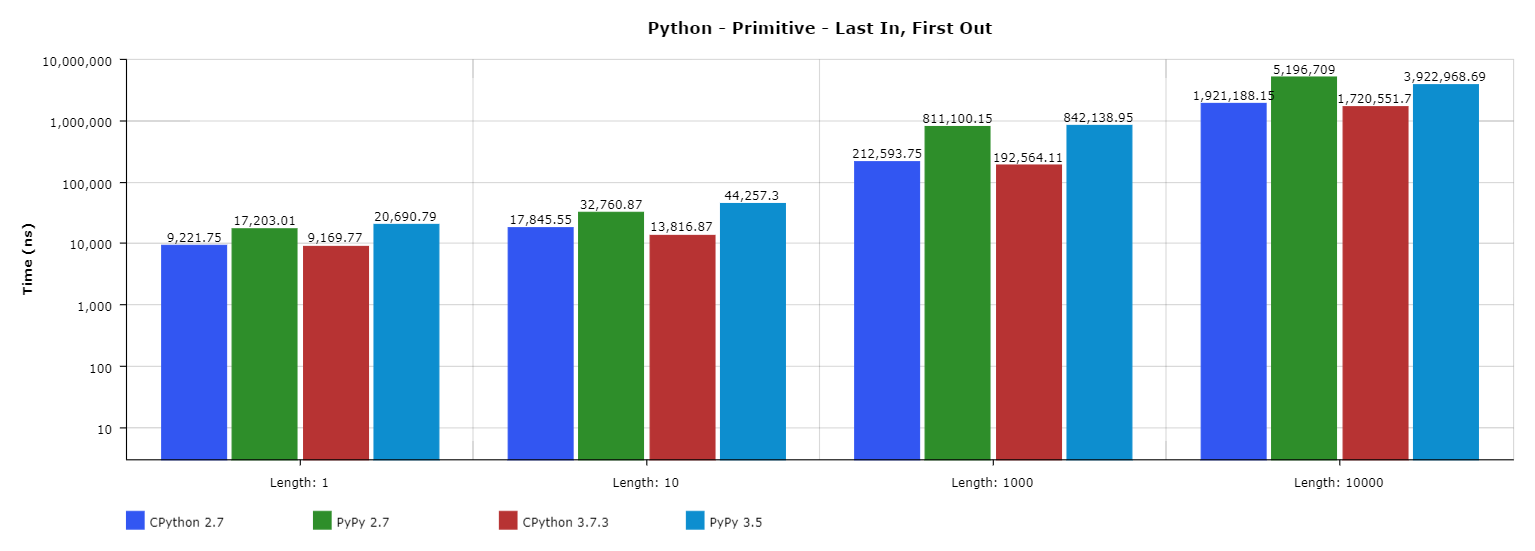 Python - Primitive - Last In, First Out
Time (ns)
10,000,000
1,000,000
100,000
10,000
1,000
100
10
9,221.75
17,203.01
9,169.77
20,690.79
17,845.55
32,760.87
13,816.87
44,257.3
212,593.75
811,100.15
192,564.11
842,138.95
1,921,188.15
5,196,709
1,720,551.7
3,922,968.69
Length: 1
Length: 10
Length: 1000
Length: 10000
CPython 2.7
PyPy 2.7
CPython 3.7.3
PyPy 3.5